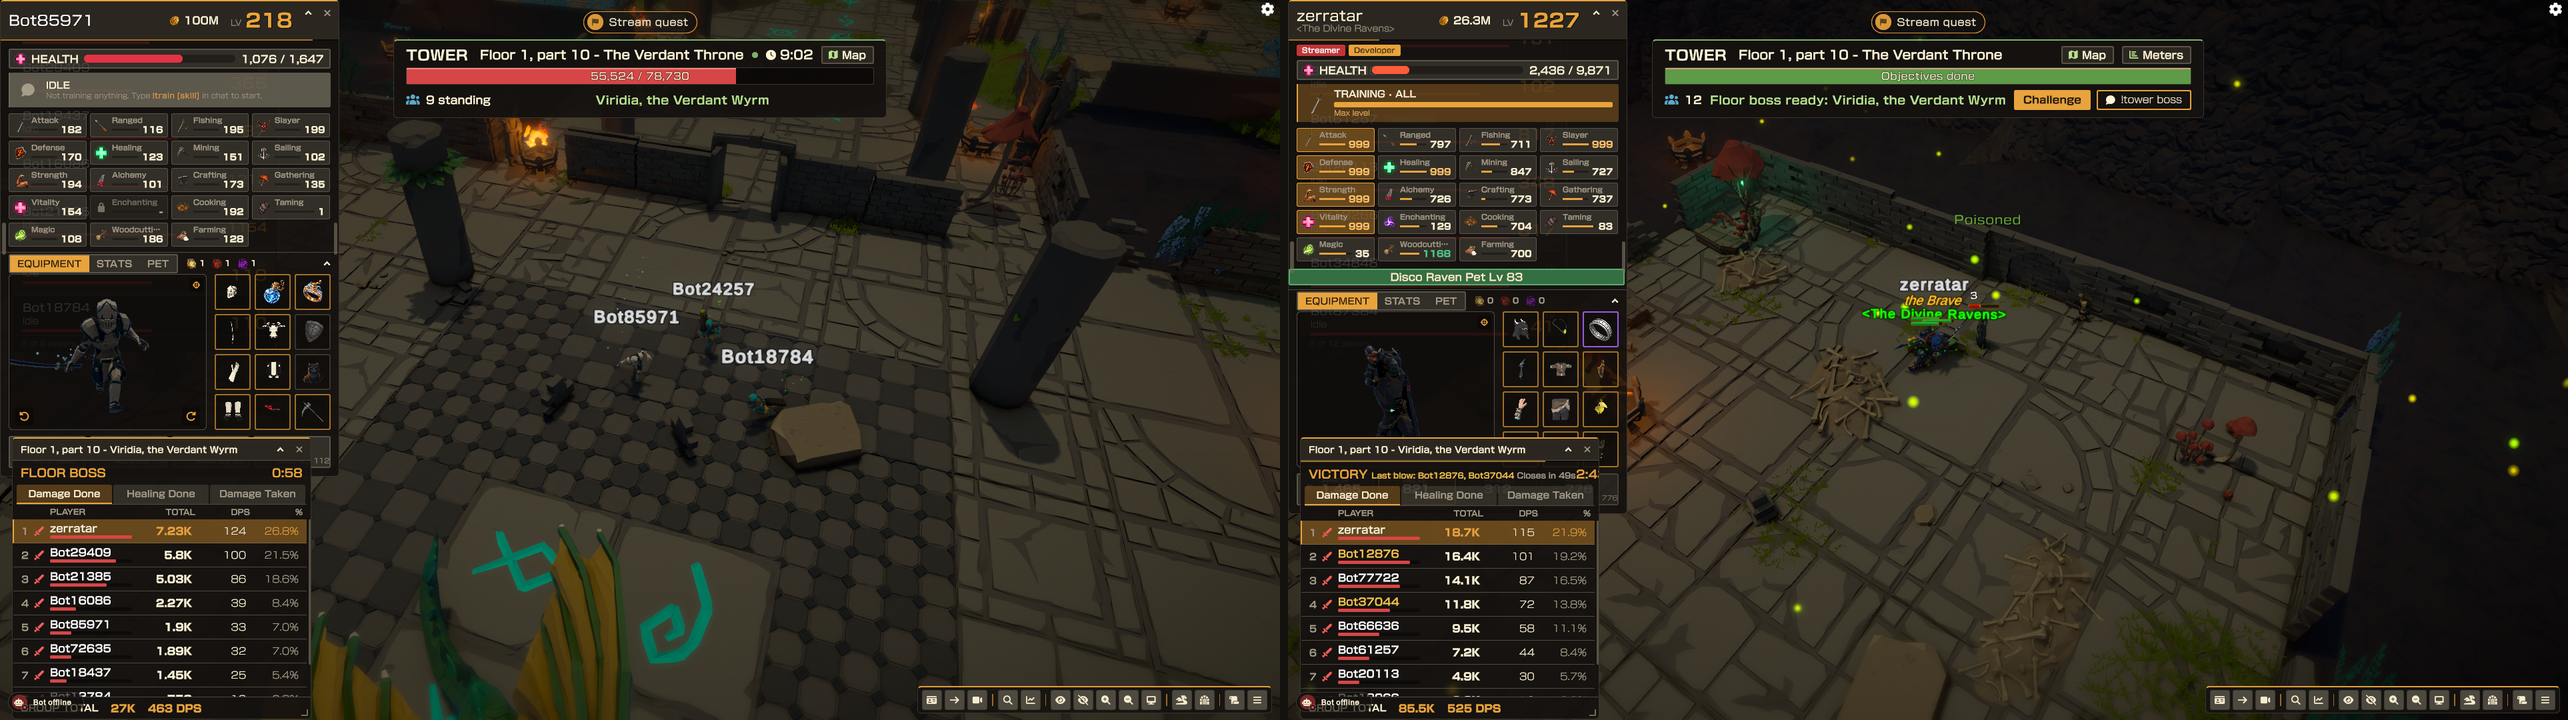 Bot85971
100M LV 218
HEALTH 1,076 / 1,647
IDLE
Not training anything. Type !train [skill] in chat to start.
Attack 182
Ranged 116
Fishing 195
Slayer 199
Defense 170
Healing 123
Mining 151
Sailing 102
Strength 194
Alchemy 101
Crafting 173
Gathering 135
Vitality 154
Enchanting -
Cooking 192
Taming 1
Magic 108
Woodcutti... 186
Farming 128
EQUIPMENT STATS PET 1 1 1
Floor 1, part 10 - Viridia, the Verdant Wyrm
FLOOR BOSS 0:58
Damage Done Healing Done Damage Taken
PLAYER TOTAL DPS %
1 zerratar 7.23K 124 26.8%
2 Bot29409 5.8K 100 21.5%
3 Bot21385 5.03K 86 18.6%
4 Bot16086 2.27K 39 8.4%
5 Bot85971 1.9K 33 7.0%
6 Bot72635 1.89K 32 7.0%
7 Bot18437 1.45K 25 5.4%
Bot offline
27K 463 DPS
Stream quest
TOWER Floor 1, part 10 - The Verdant Throne 9:02 Map
55,524 / 78,730
9 standing Viridia, the Verdant Wyrm
Bot24257
Bot85971
Bot18784
zerratar
<The Divine Ravens>
26.3M LV 1227
Streamer Developer
HEALTH 2,436 / 9,871
TRAINING · ALL
Max level
Attack 999
Ranged 797
Fishing 711
Slayer 999
Defense 999
Healing 999
Mining 847
Sailing 727
Strength 999
Alchemy 726
Crafting 773
Gathering 737
Vitality 999
Enchanting 129
Cooking 704
Taming 83
Magic 35
Woodcutti... 1168
Farming 700
Disco Raven Pet Lv 83
EQUIPMENT STATS PET 0 0 0
Floor 1, part 10 - Viridia, the Verdant Wyrm
VICTORY Last blow: Bot12876, Bot37044 Closes in 49s 2:4
Damage Done Healing Done Damage Taken
PLAYER TOTAL DPS %
1 zerratar 18.7K 115 21.9%
2 Bot12876 16.4K 101 19.2%
3 Bot77722 14.1K 87 16.5%
4 Bot37044 11.8K 72 13.8%
5 Bot66636 9.5K 58 11.1%
6 Bot61257 7.2K 44 8.4%
7 Bot20113 4.9K 30 5.7%
Bot offline
85.5K 525 DPS
Stream quest
TOWER Floor 1, part 10 - The Verdant Throne Map Meters
Objectives done
12 Floor boss ready: Viridia, the Verdant Wyrm Challenge !tower boss
Poisoned
zerratar
the Brave 3
<The Divine Ravens>